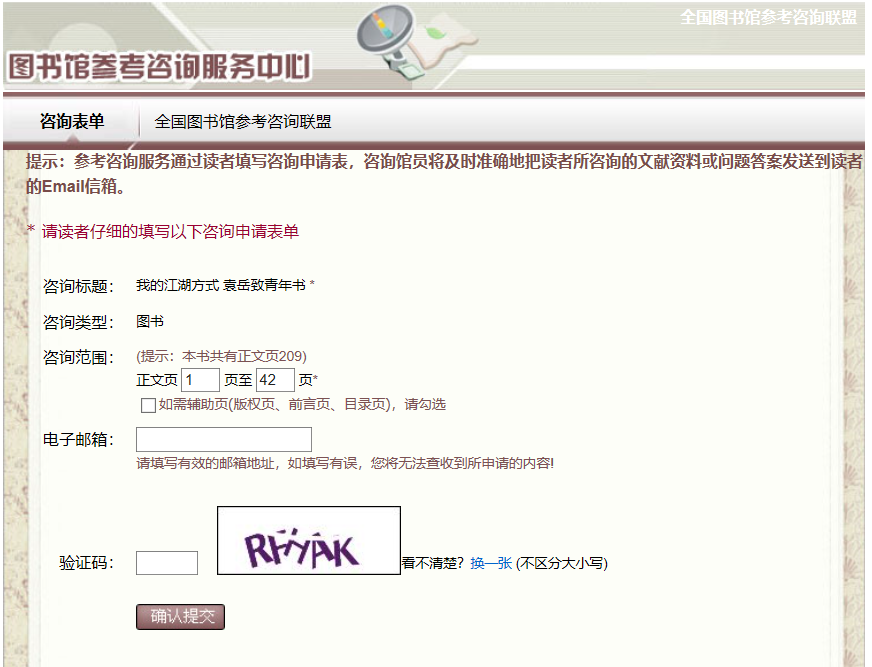 全国图书馆参考咨询联盟
图书馆参考咨询服务中心
咨询表单 全国图书馆参考咨询联盟
提示：参考咨询服务通过读者填写咨询申请表，咨询馆员将及时准确地把读者所咨询的文献资料或问题答案发送到读者
的Email信箱。
* 请读者仔细的填写以下咨询申请表单
咨询标题： 我的江湖方式 袁岳致青年书 *
咨询类型： 图书
咨询范围： (提示：本书共有正文页209)
正文页 1 页至 42 页*
如需辅助页(版权页、前言页、目录页)，请勾选
电子邮箱：
请填写有效的邮箱地址，如填写有误，您将无法查收到所申请的内容!
验证码： 看不清楚? 换一张 (不区分大小写)
确认提交